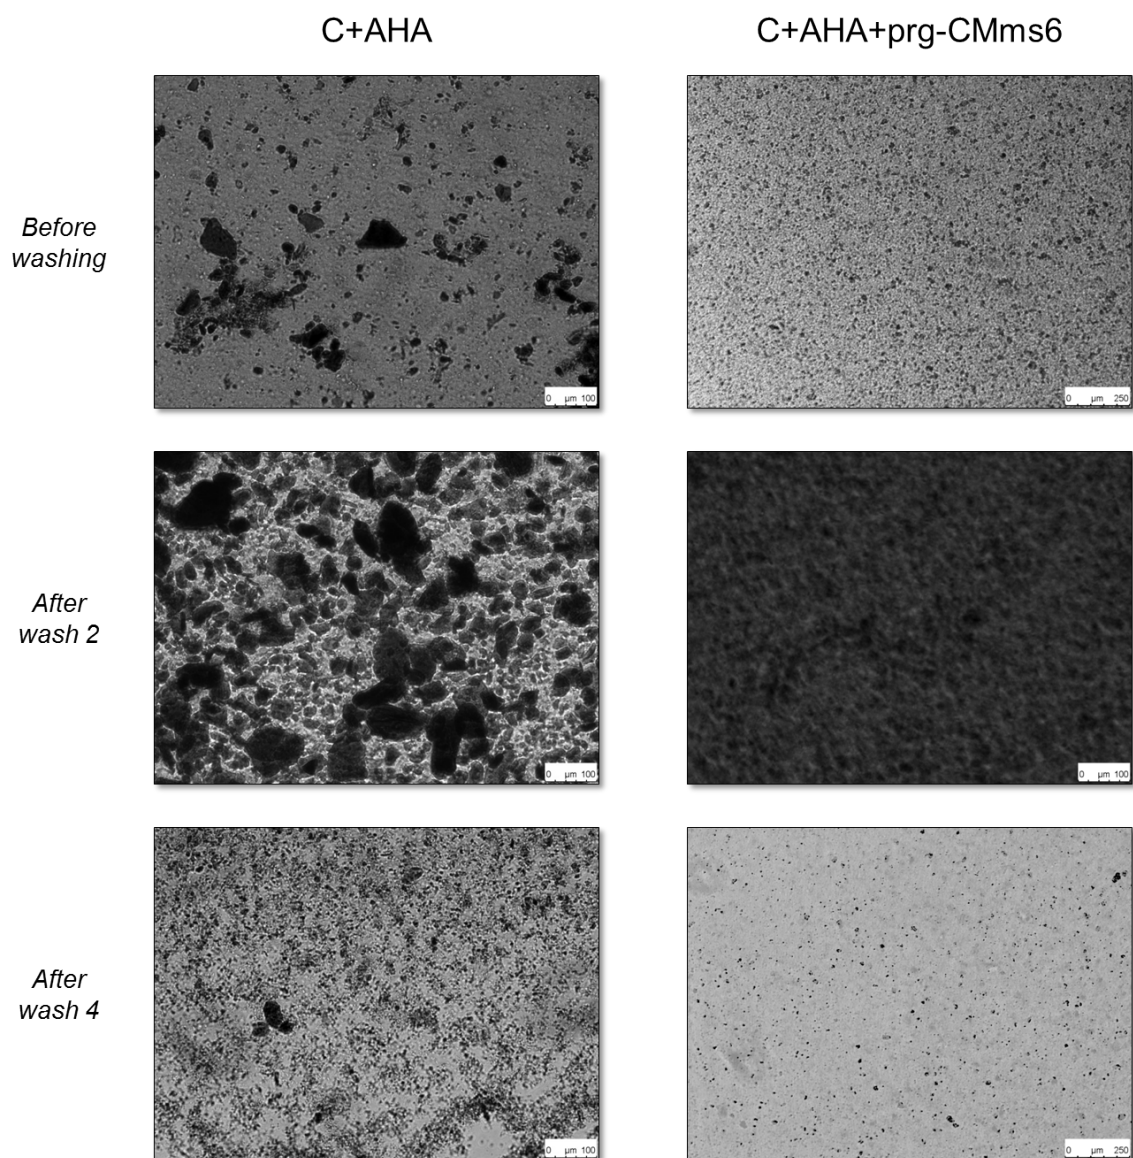 C+AHA
C+AHA+prg-CMms6
Before
washing
0 µm 100
0 µm 250
After
wash 2
0 µm 100
0 µm 100
After
wash 4
0 µm 100
0 µm 250